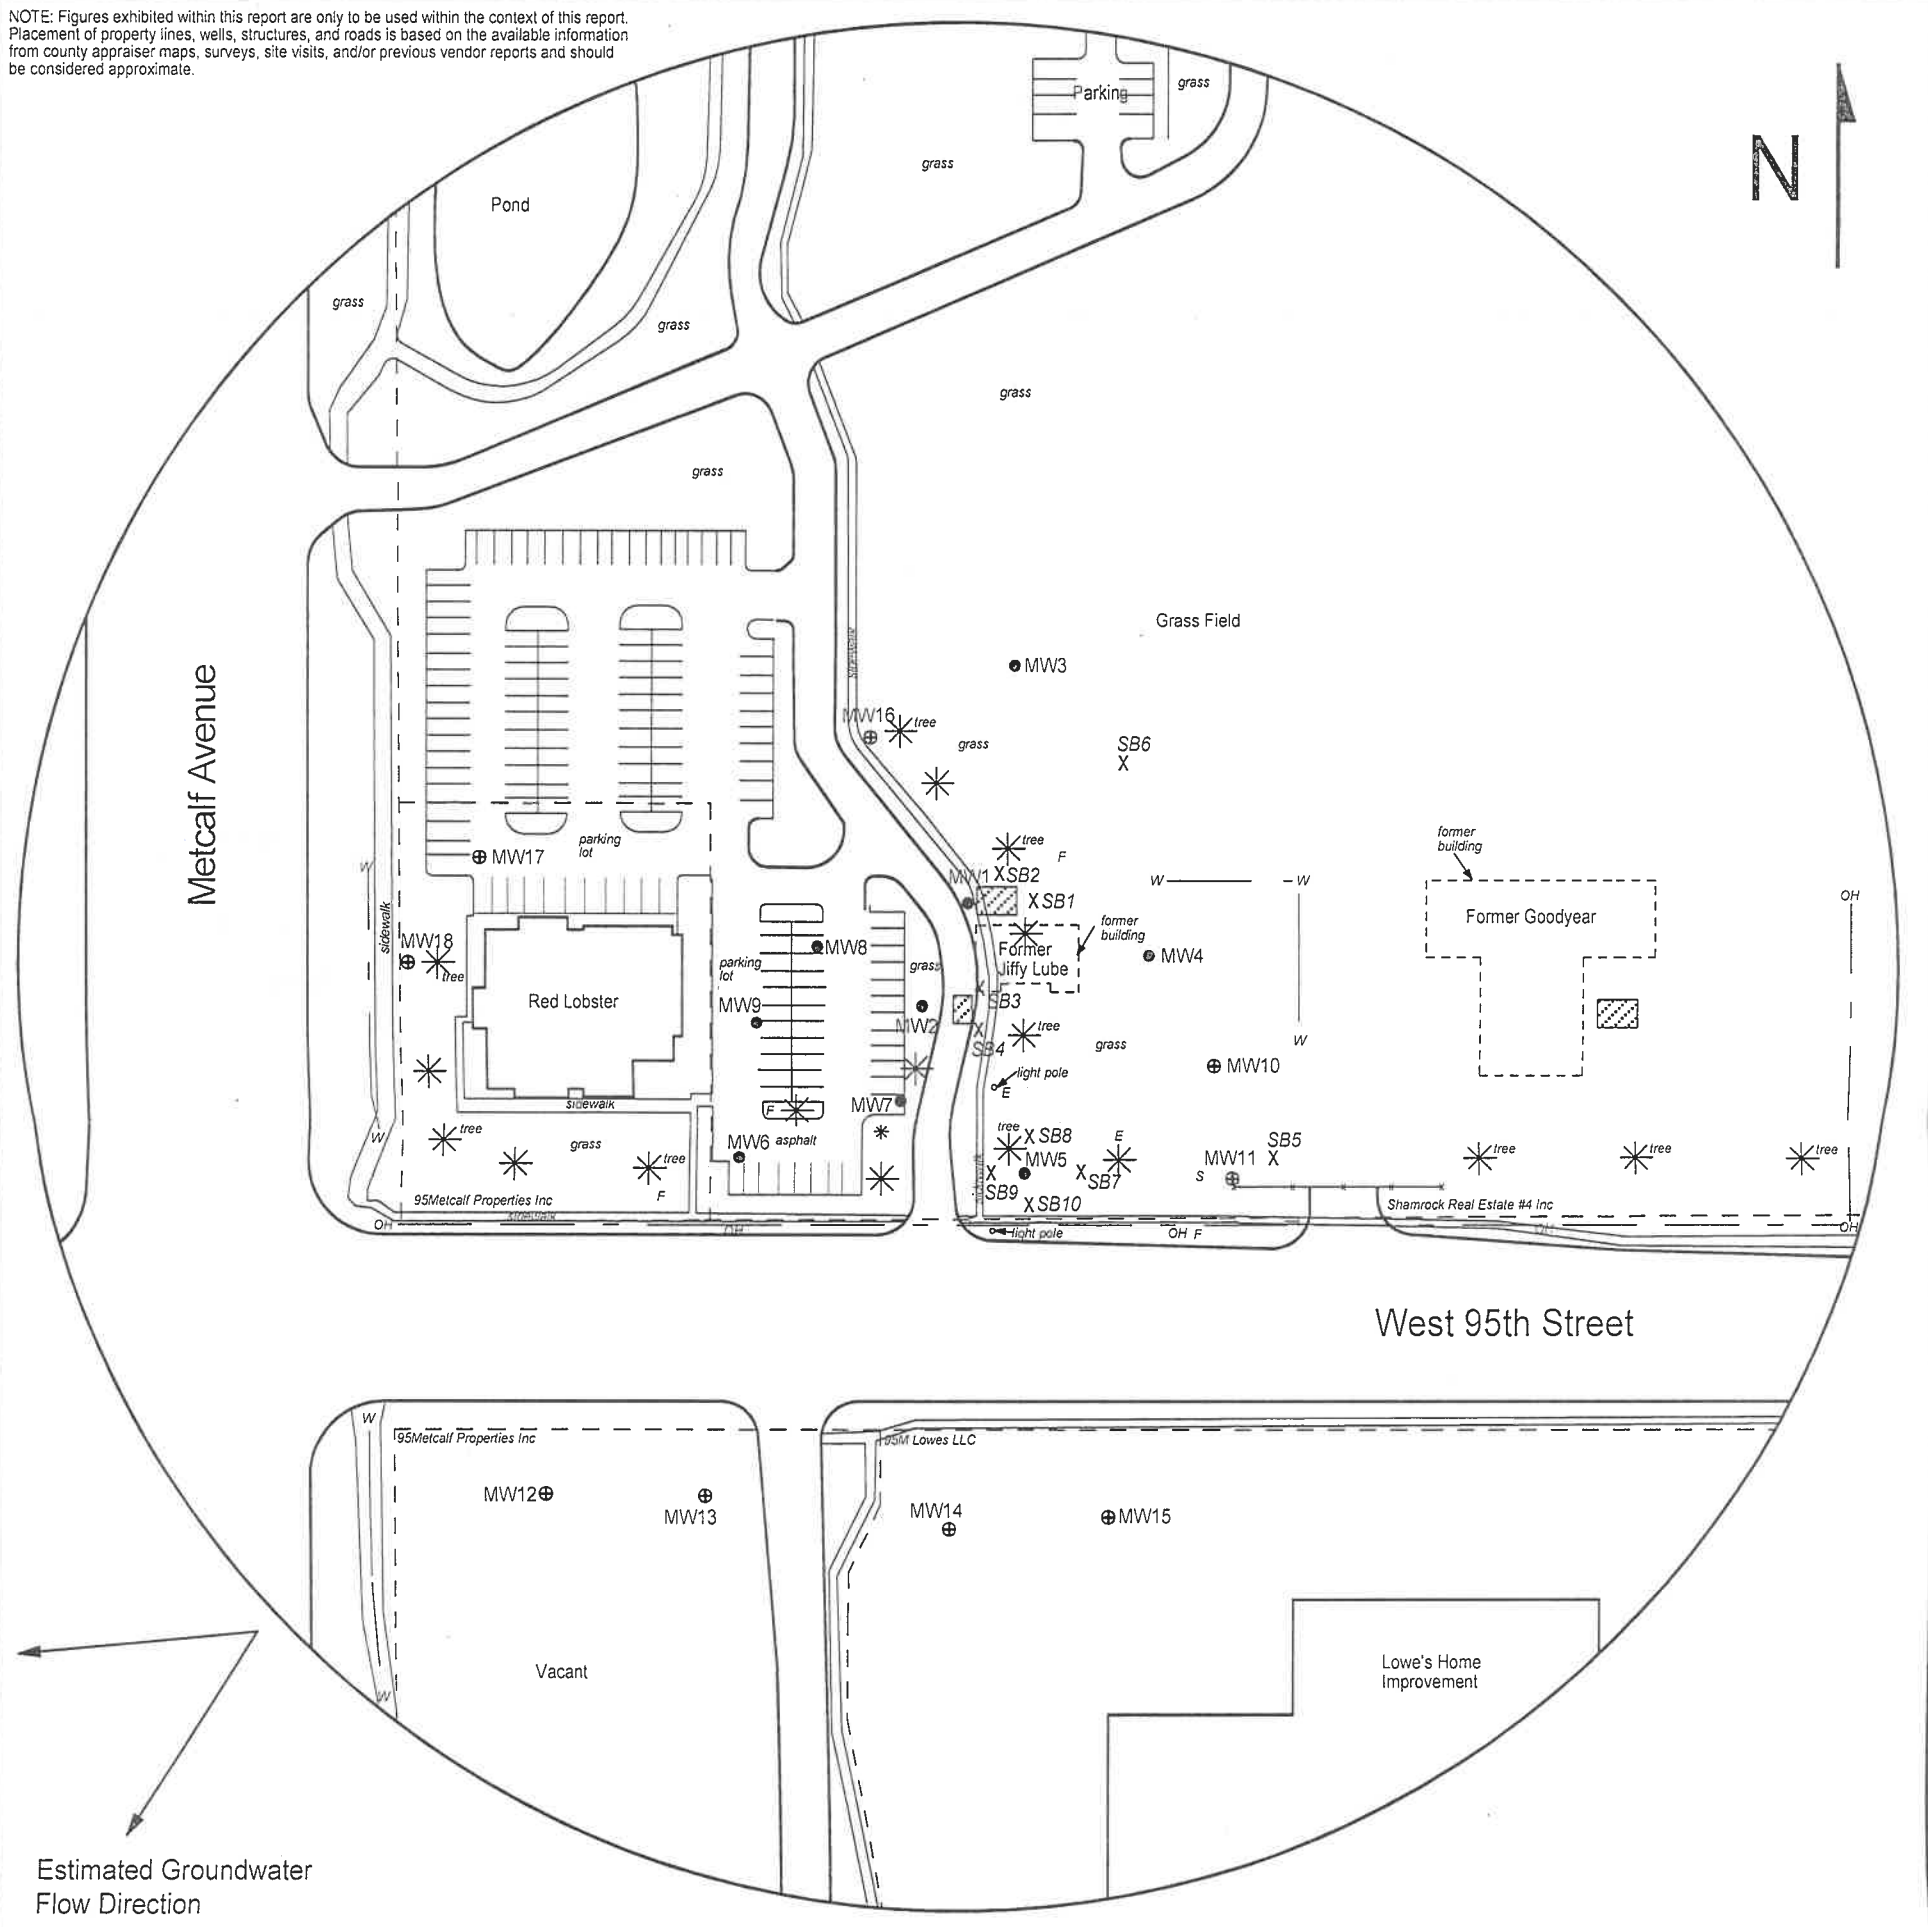 NOTE: Figures exhibited within this report are only to be used within the context of this report.
Placement of property lines, wells, structures, and roads is based on the available information
from county appraiser maps, surveys, site visits, and/or previous vendor reports and should
be considered approximate.
Parking
grass
N
grass
Pond
grass
grass
grass
grass
Grass Field
sidewalk
MW3
Metcalf Avenue
MW16
tree
grass
SB6
X
parking
lot
MW17
tree
F
former
building
W
MW1
XSB2
W
W
XSB1
OH
Former Goodyear
former
building
sidewalk
MW18
tree
MW8
parking
lot
grass
Former
Jiffy Lube
MW4
Red Lobster
MW9
X
SB3
MW2
X
SB4
tree
grass
W
MW10
light pole
E
sidewalk
F
MW7
W
tree
grass
MW6
asphalt
tree
F
tree
XSB8
E
SB5
X
MW5
MW11
tree
tree
tree
X
SB9
X
SB7
S
sidewalk
XSB10
95Metcalf Properties Inc
Shamrock Real Estate #4 Inc
sidewalk
OH
OH
light pole
OH F
OH
OH
West 95th Street
W
95Metcalf Properties Inc
95M Lowes LLC
MW12
MW13
MW14
MW15
Vacant
Lowe's Home
Improvement
W
Estimated Groundwater
Flow Direction